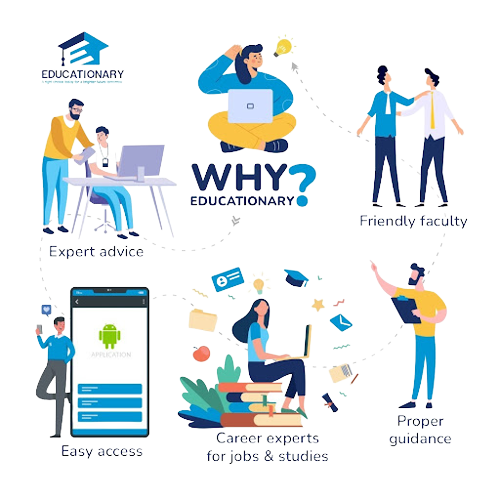 EDUCATIONARY
WHY?
EDUCATIONARY
Friendly faculty
Expert advice
APPLICATION
Easy access
Career experts
for jobs & studies
Proper
guidance